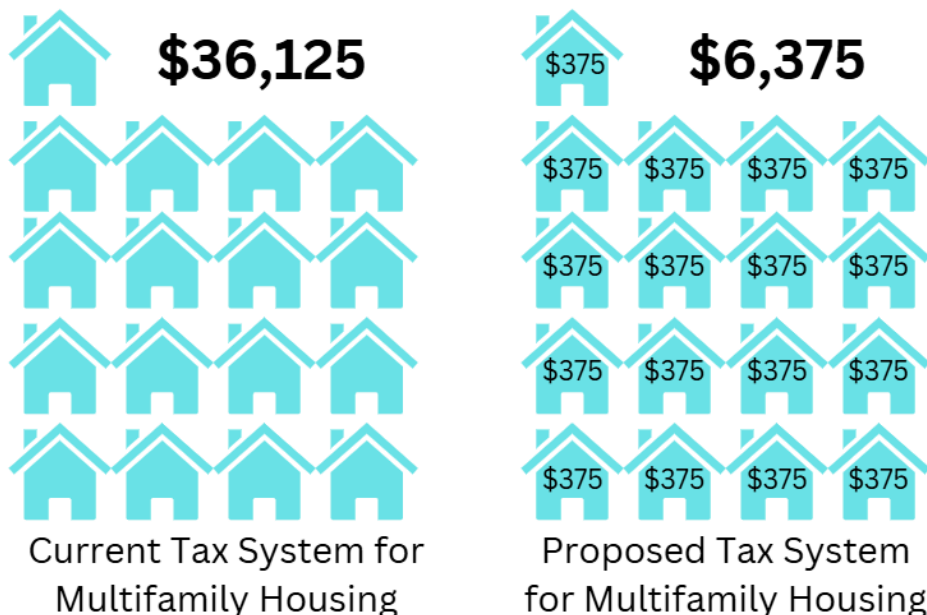 $36,125
Current Tax System for
Multifamily Housing
$375 $6,375
$375 $375 $375 $375
$375 $375 $375 $375
$375 $375 $375 $375
$375 $375 $375 $375
Proposed Tax System
for Multifamily Housing